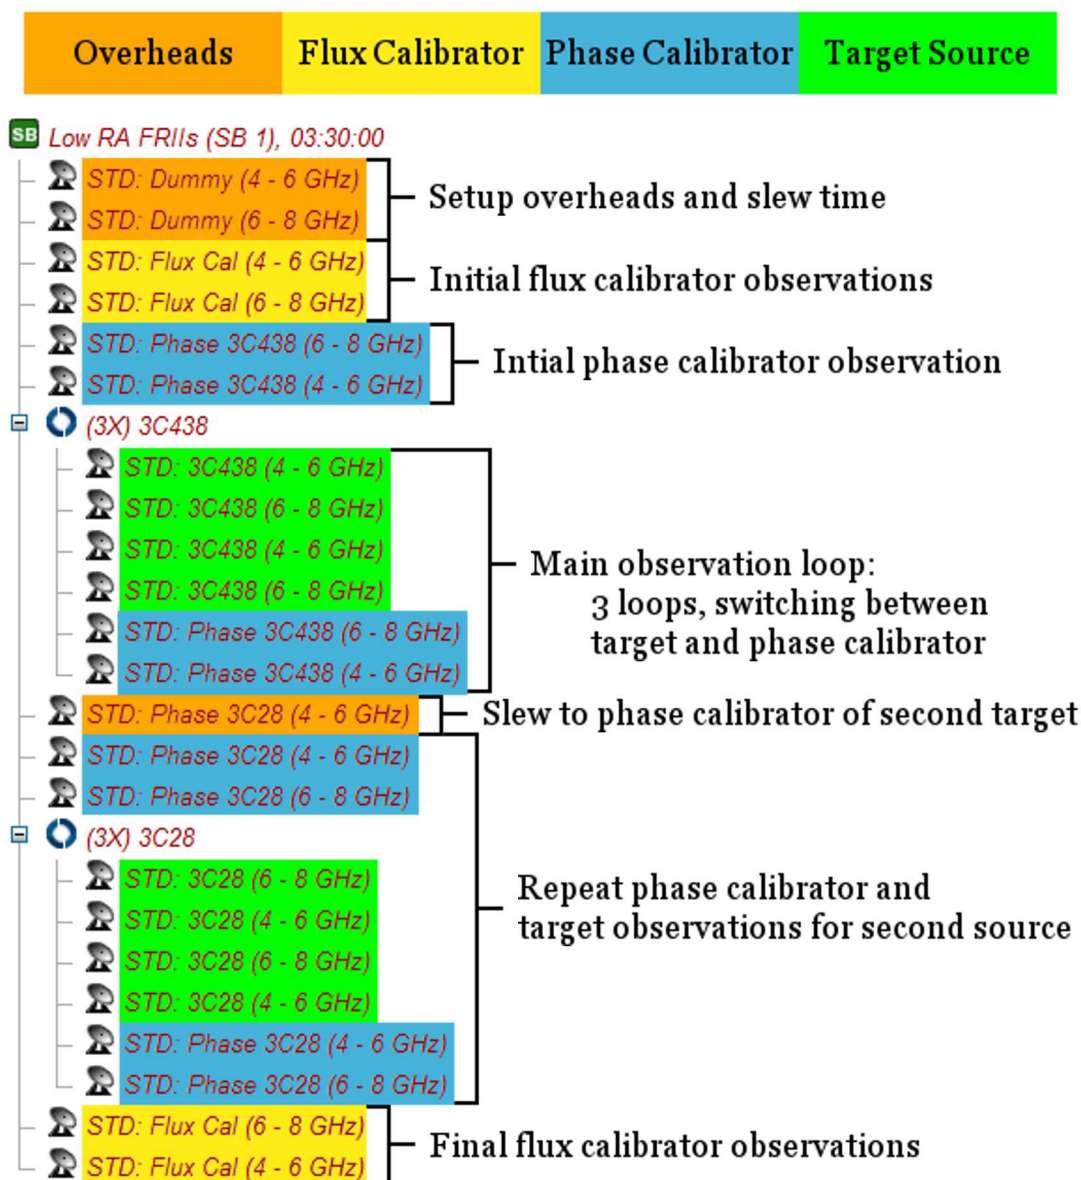 Overheads Flux Calibrator Phase Calibrator Target Source
SB Low RA FRIIs (SB 1), 03:30:00
STD: Dummy (4 - 6 GHz)
Setup overheads and slew time
STD: Dummy (6 - 8 GHz)
STD: Flux Cal (4 - 6 GHz)
Initial flux calibrator observations
STD: Flux Cal (6 - 8 GHz)
STD: Phase 3C438 (6 - 8 GHz)
Intial phase calibrator observation
STD: Phase 3C438 (4 - 6 GHz)
(3X) 3C438
STD: 3C438 (4 - 6 GHz)
STD: 3C438 (6 - 8 GHz)
STD: 3C438 (4 - 6 GHz)
STD: 3C438 (6 - 8 GHz)
STD: Phase 3C438 (6 - 8 GHz)
STD: Phase 3C438 (4 - 6 GHz)
Main observation loop:
3 loops, switching between
target and phase calibrator
STD: Phase 3C28 (4 - 6 GHz)
Slew to phase calibrator of second target
STD: Phase 3C28 (4 - 6 GHz)
STD: Phase 3C28 (6 - 8 GHz)
(3X) 3C28
STD: 3C28 (6 - 8 GHz)
STD: 3C28 (4 - 6 GHz)
STD: 3C28 (6 - 8 GHz)
STD: 3C28 (4 - 6 GHz)
STD: Phase 3C28 (4 - 6 GHz)
STD: Phase 3C28 (6 - 8 GHz)
Repeat phase calibrator and
target observations for second source
STD: Flux Cal (6 - 8 GHz)
Final flux calibrator observations
STD: Flux Cal (4 - 6 GHz)